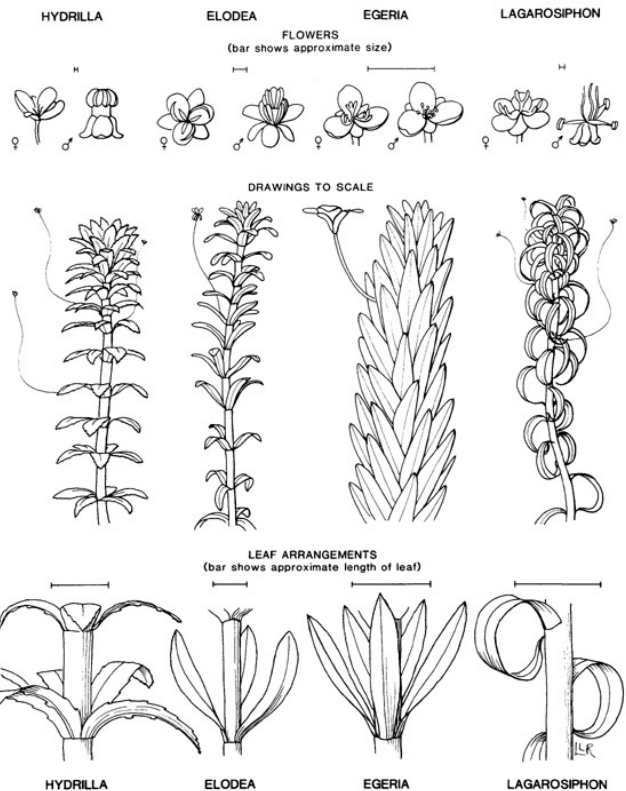 HYDRILLA ELODEA EGERIA LAGAROSIPHON
FLOWERS
(bar shows approximate size)
♀ ♂ ♀ ♂ ♀ ♂ ♀ ♂
DRAWINGS TO SCALE
LEAF ARRANGEMENTS
(bar shows approximate length of leaf)
LLR
HYDRILLA ELODEA EGERIA LAGAROSIPHON